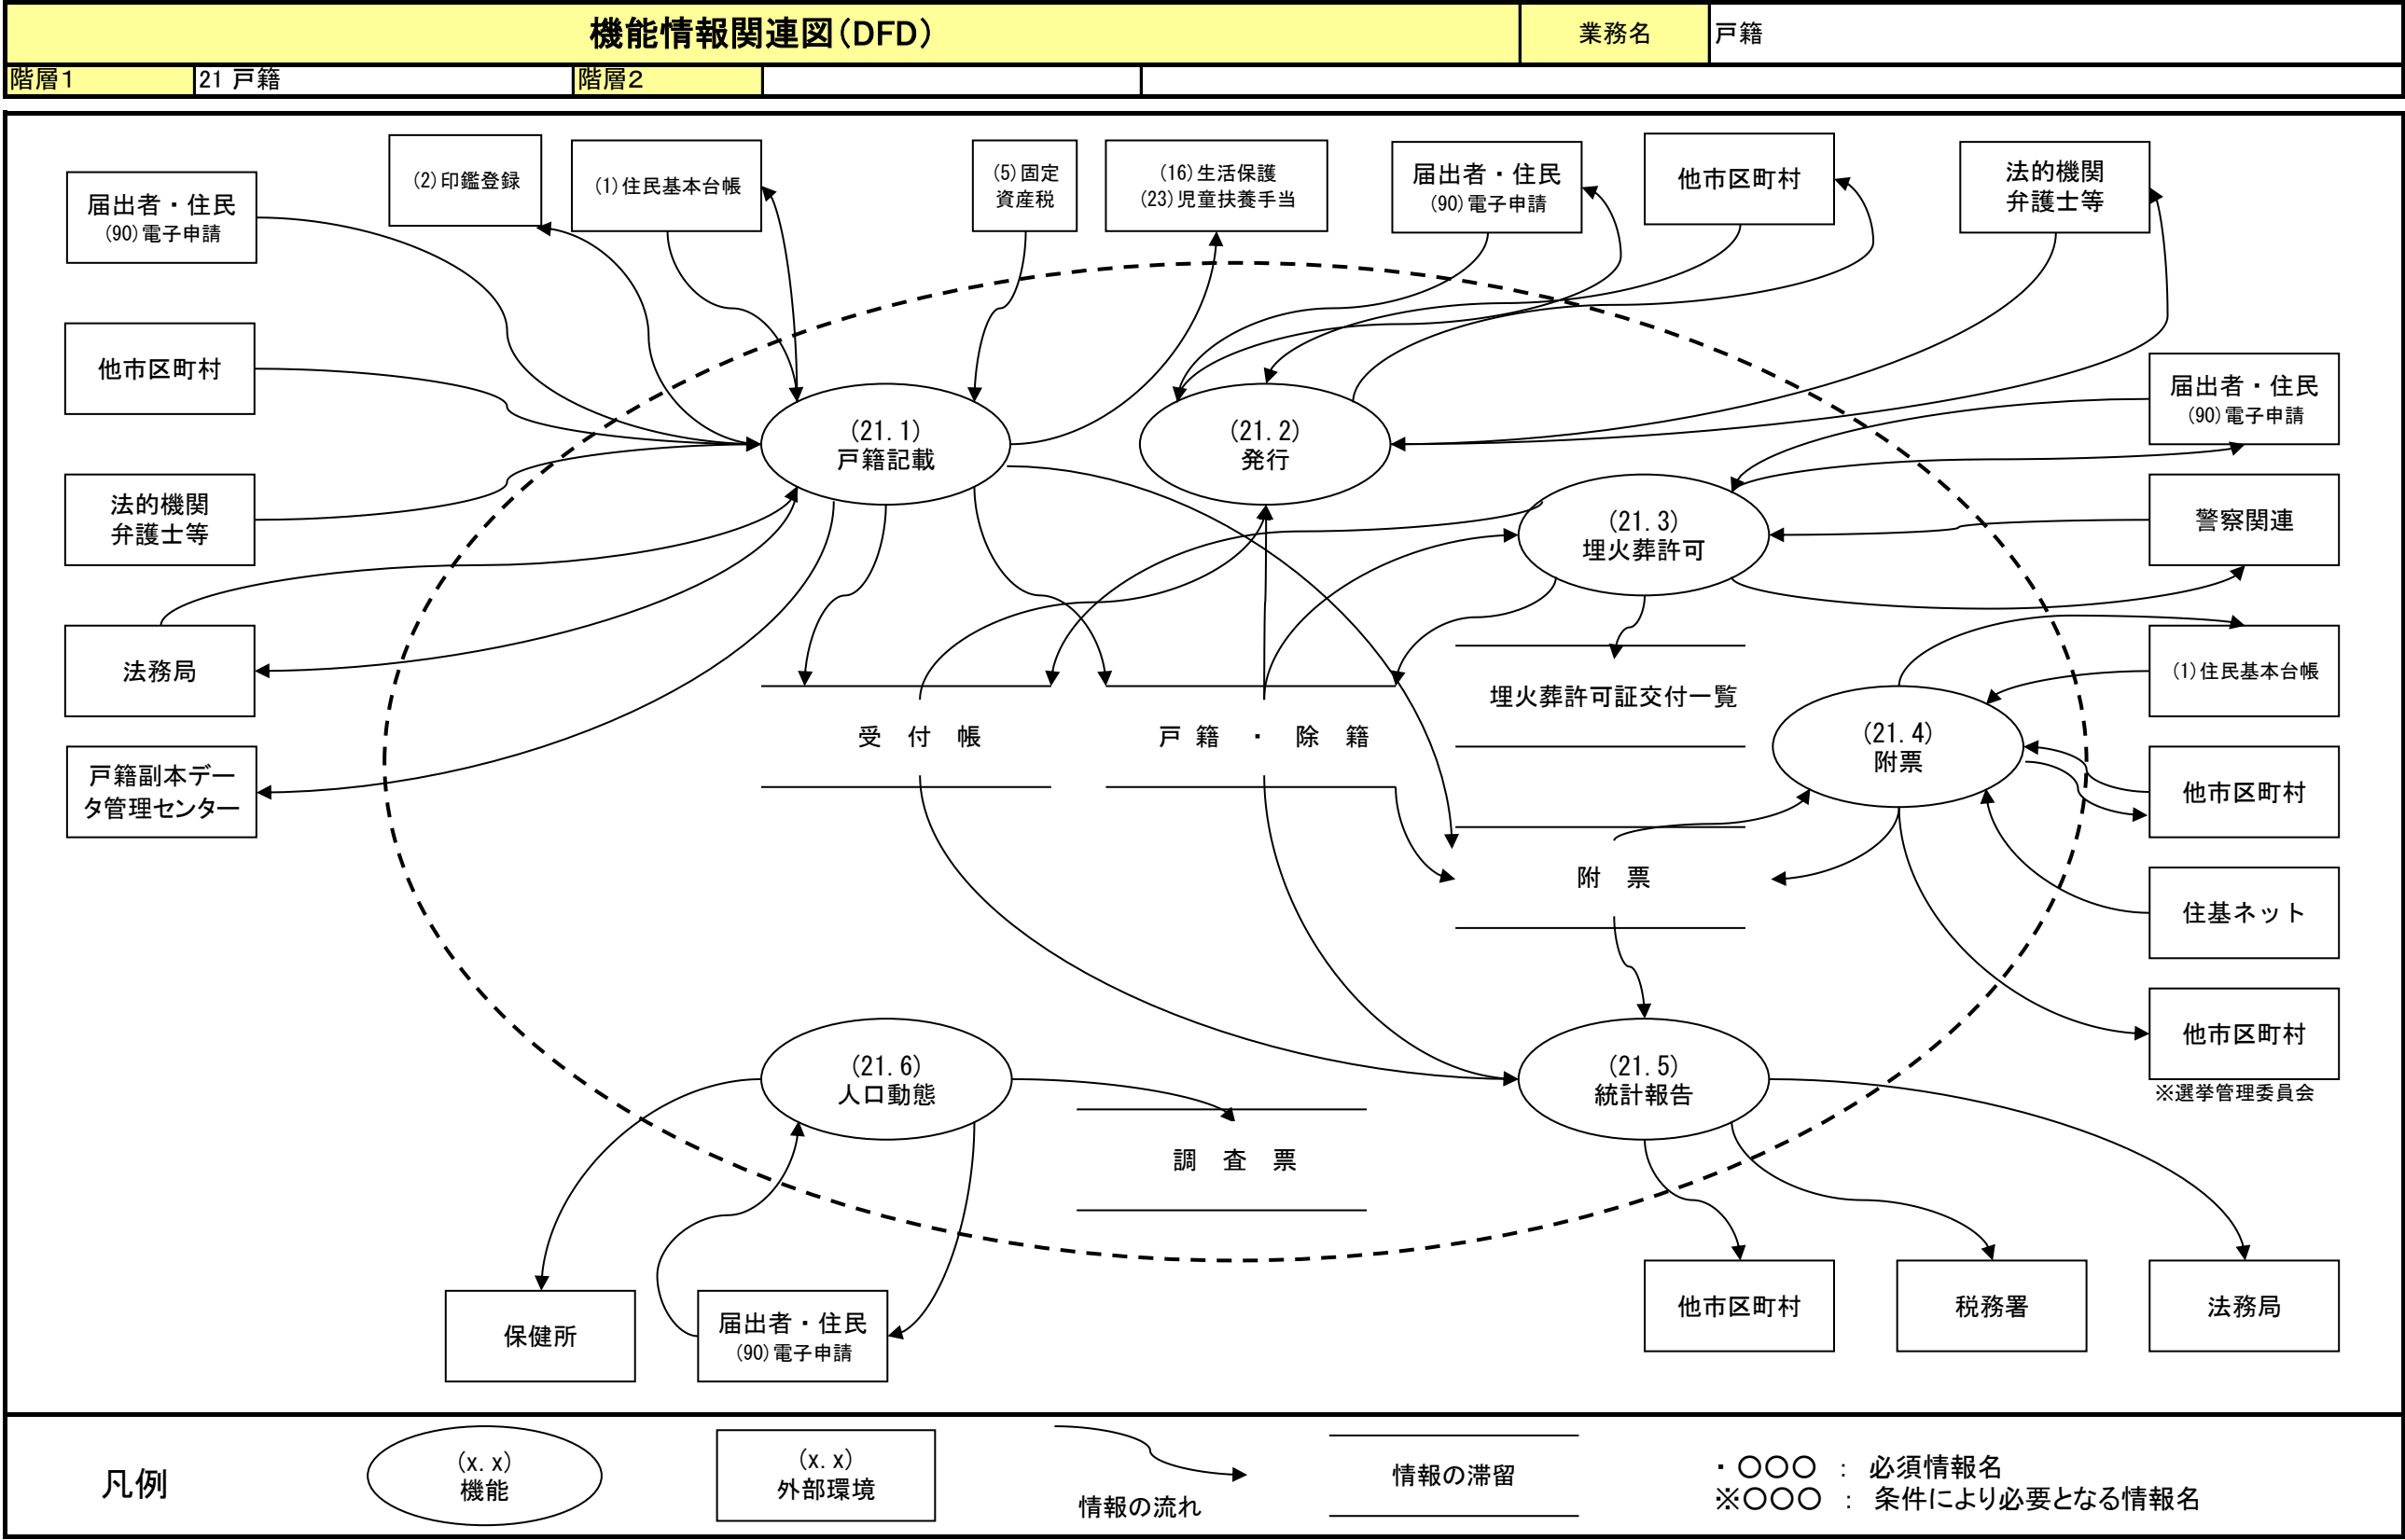 機能情報関連図(DFD)
業務名
戸籍
階層1
21 戸籍
階層2
届出者・住民
(90)電子申請
(2)印鑑登録
(1)住民基本台帳
(5)固定
資産税
(16)生活保護
(23)児童扶養手当
届出者・住民
(90)電子申請
他市区町村
法的機関
弁護士等
他市区町村
法的機関
弁護士等
法務局
戸籍副本デー
タ管理センター
(21.1)
戸籍記載
(21.2)
発行
(21.3)
埋火葬許可
届出者・住民
(90)電子申請
警察関連
(1)住民基本台帳
受 付 帳
戸 籍 ・ 除 籍
埋火葬許可証交付一覧
(21.4)
附票
他市区町村
附 票
住基ネット
他市区町村
※選挙管理委員会
(21.6)
人口動態
(21.5)
統計報告
調 査 票
保健所
届出者・住民
(90)電子申請
他市区町村
税務署
法務局
凡例
(x.x)
機能
(x.x)
外部環境
情報の流れ
情報の滞留
・○○○ : 必須情報名
※○○○ : 条件により必要となる情報名